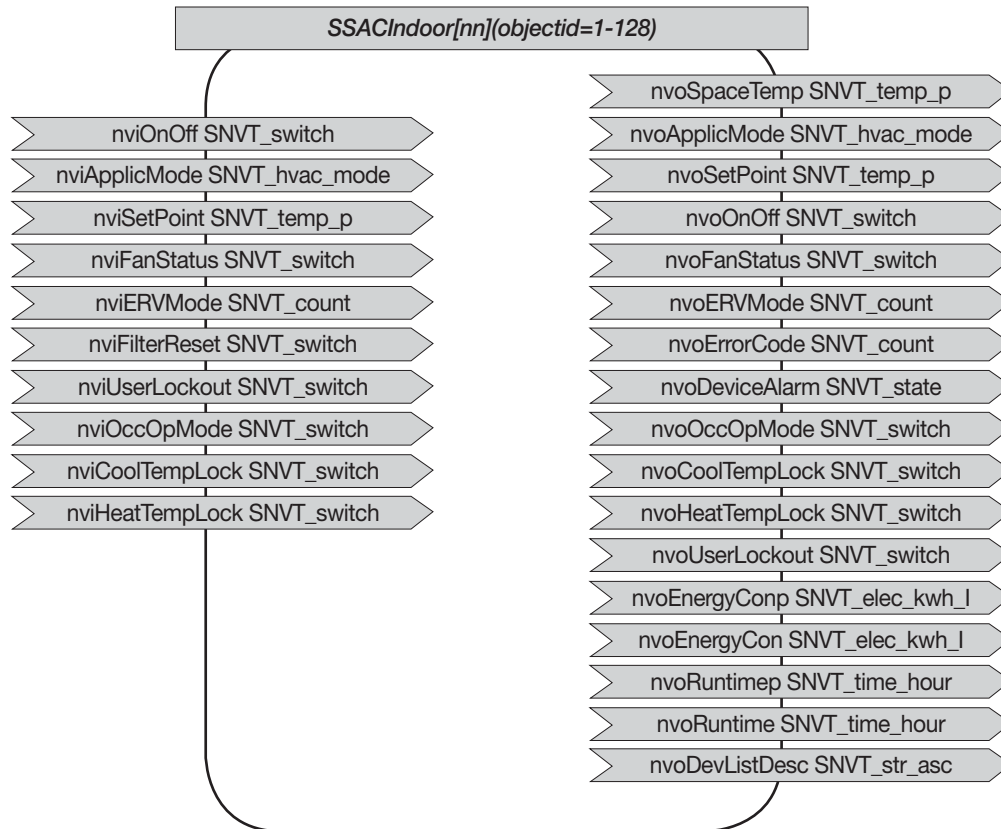 SSACIndoor[nn](objectid=1-128)
nviOnOff SNVT_switch
nviApplicMode SNVT_hvac_mode
nviSetPoint SNVT_temp_p
nviFanStatus SNVT_switch
nviERVMode SNVT_count
nviFilterReset SNVT_switch
nviUserLockout SNVT_switch
nviOccOpMode SNVT_switch
nviCoolTempLock SNVT_switch
nviHeatTempLock SNVT_switch
nvoSpaceTemp SNVT_temp_p
nvoApplicMode SNVT_hvac_mode
nvoSetPoint SNVT_temp_p
nvoOnOff SNVT_switch
nvoFanStatus SNVT_switch
nvoERVMode SNVT_count
nvoErrorCode SNVT_count
nvoDeviceAlarm SNVT_state
nvoOccOpMode SNVT_switch
nvoCoolTempLock SNVT_switch
nvoHeatTempLock SNVT_switch
nvoUserLockout SNVT_switch
nvoEnergyConp SNVT_elec_kwh_l
nvoEnergyCon SNVT_elec_kwh_l
nvoRuntimep SNVT_time_hour
nvoRuntime SNVT_time_hour
nvoDevListDesc SNVT_str_asc